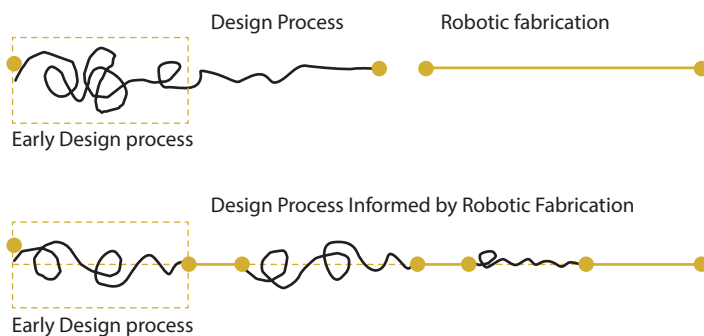 Design Process
Robotic fabrication
Early Design process
Design Process Informed by Robotic Fabrication
Early Design process